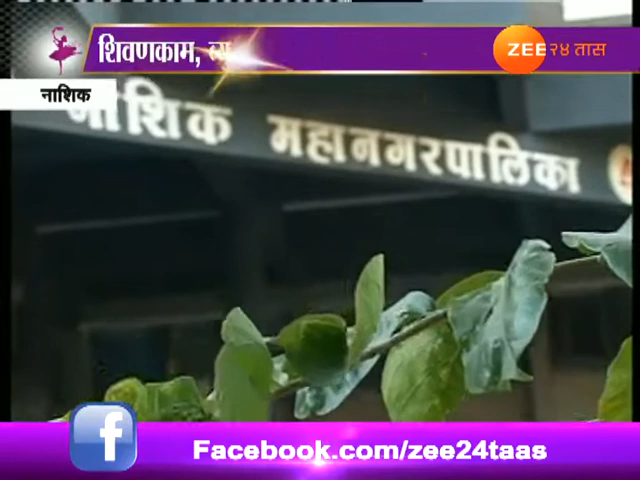 शिवणकाम,
ZEE २४ तास
नाशिक
नाशिक महानगरपालिका
Facebook.com/zee24taas